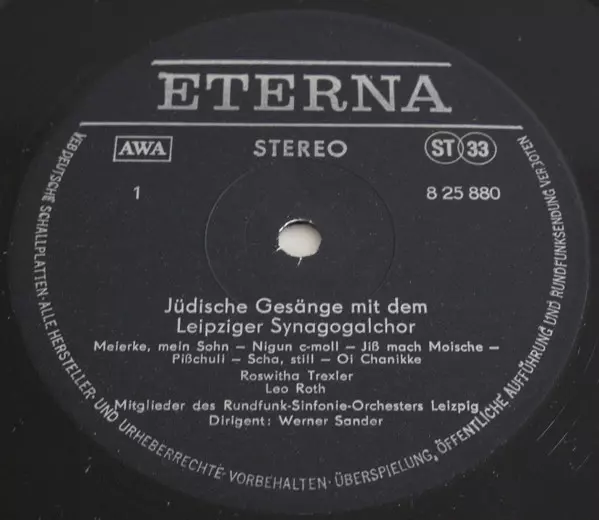 ETERNA
AWA
STEREO
ST 33
1
8 25 880
Jüdische Gesänge mit dem
Leipziger Synagogalchor
Meierke, mein Sohn – Nigun c-moll – Jiß mach Moische –
Pißchuli – Scha, still – Oi Chanikke
Roswitha Trexler
Leo Roth
Mitglieder des Rundfunk-Sinfonie-Orchesters Leipzig
Dirigent: Werner Sander
VEB DEUTSCHE SCHALLPLATTEN · ALLE HERSTELLER- UND URHEBERRECHTE VORBEHALTEN · ÜBERSPIELUNG, ÖFFENTLICHE AUFFÜHRUNG UND RUNDFUNKSENDUNG VERBOTEN